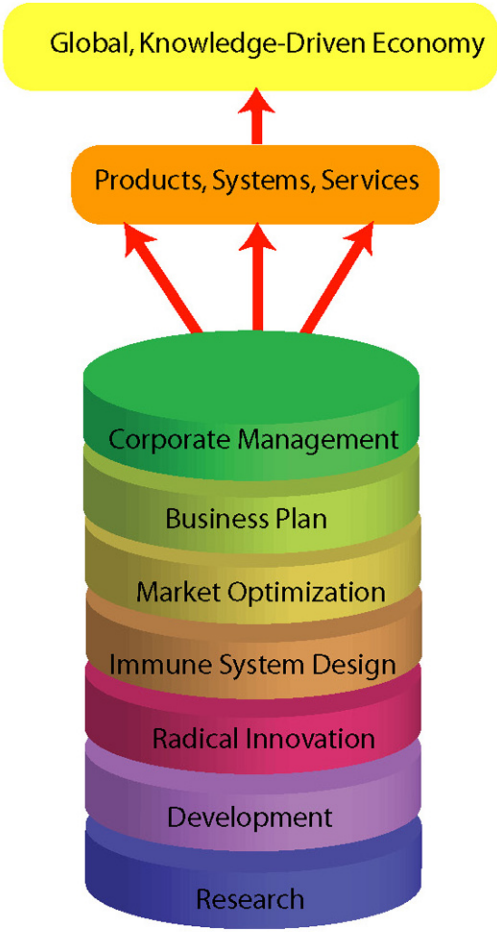 Global, Knowledge-Driven Economy
Products, Systems, Services
Corporate Management
Business Plan
Market Optimization
Immune System Design
Radical Innovation
Development
Research